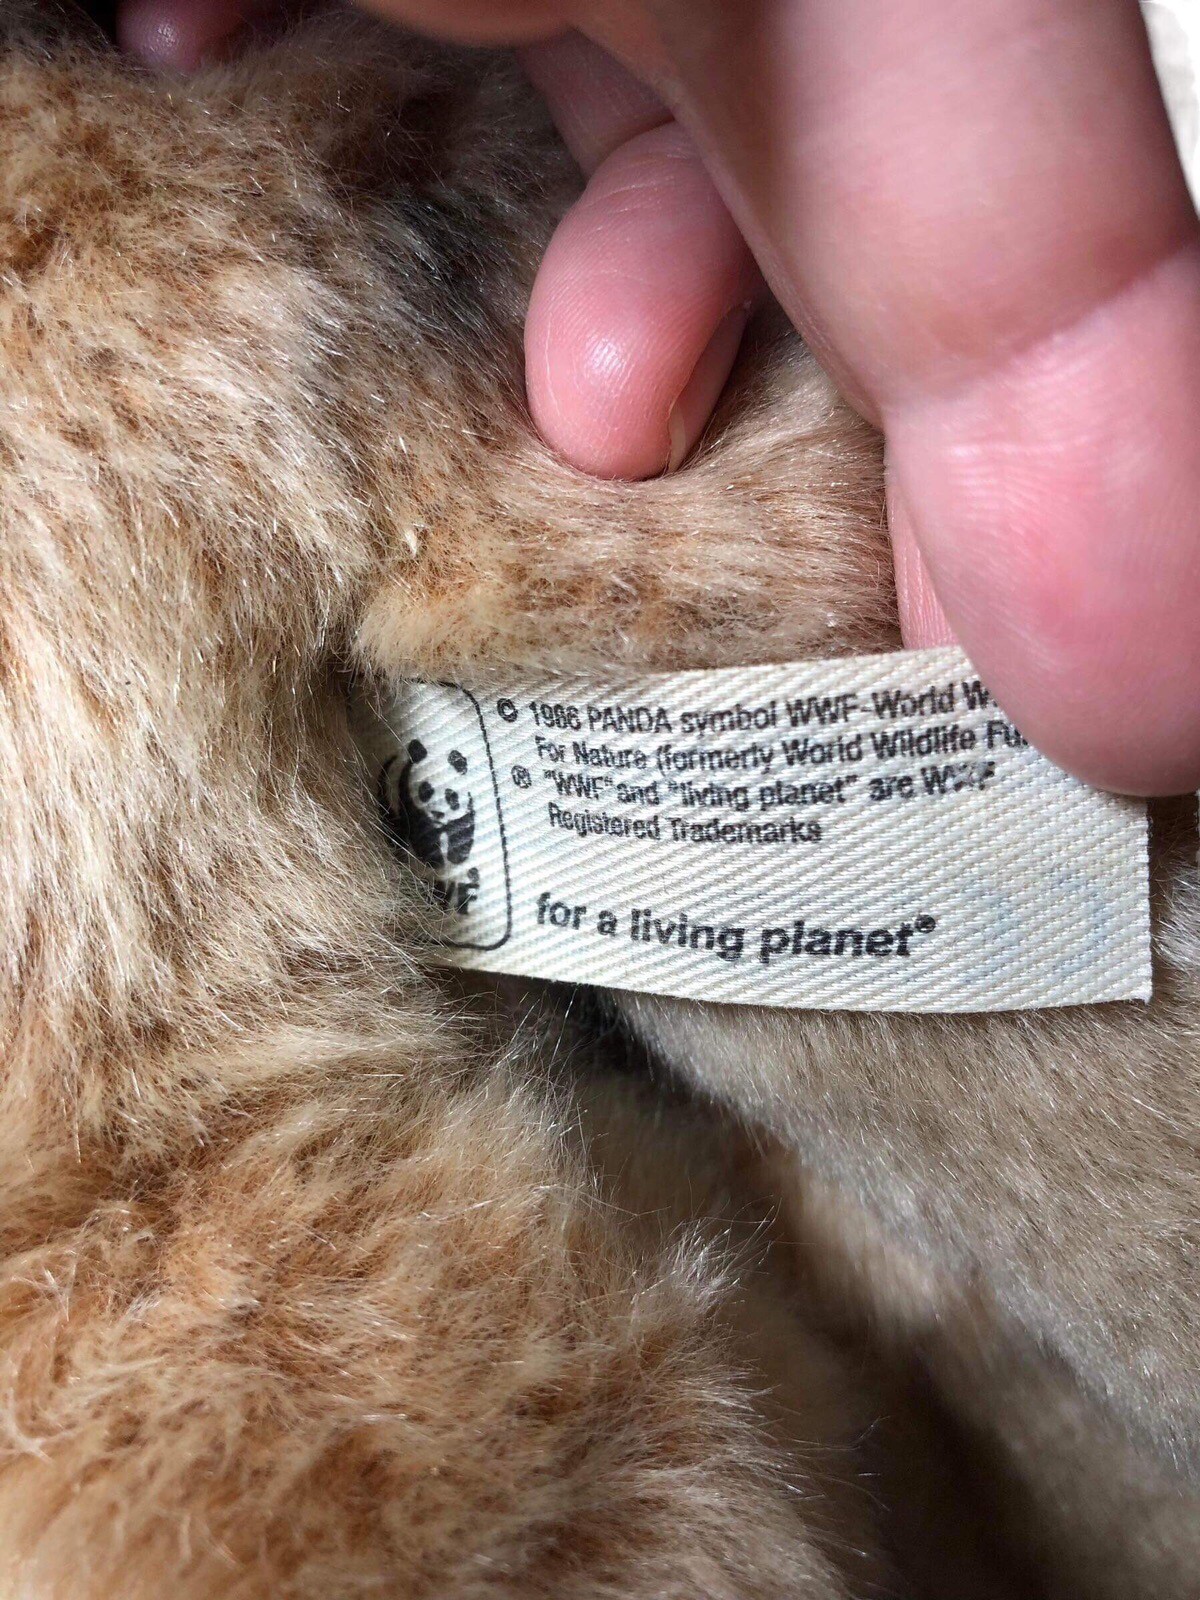 © 1986 PANDA symbol WWF-World
For Nature (formerly World Wildlife
® "WWF" and "living planet" are WWF
Registered Trademarks
for a living planet®